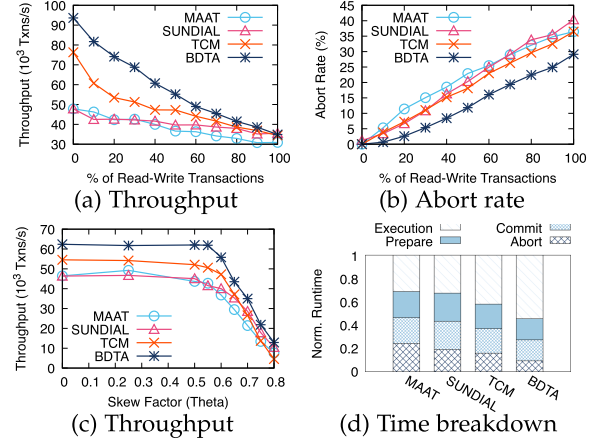 Throughput (10³ Txns/s)
100
90
80
70
60
50
40
30
MAAT
SUNDIAL
TCM
BDTA
0 20 40 60 80 100
% of Read-Write Transactions
(a) Throughput
Abort Rate (%)
45
40
35
30
25
20
15
10
5
0
MAAT
SUNDIAL
TCM
BDTA
0 20 40 60 80 100
% of Read-Write Transactions
(b) Abort rate
Throughput (10³ Txns/s)
70
60
50
40
30
20
10
0
MAAT
SUNDIAL
TCM
BDTA
0 0.1 0.2 0.3 0.4 0.5 0.6 0.7 0.8
Skew Factor (Theta)
(c) Throughput
Execution Commit
Prepare Abort
Norm. Runtime
1
0.8
0.6
0.4
0.2
0
MAAT SUNDIAL TCM BDTA
(d) Time breakdown